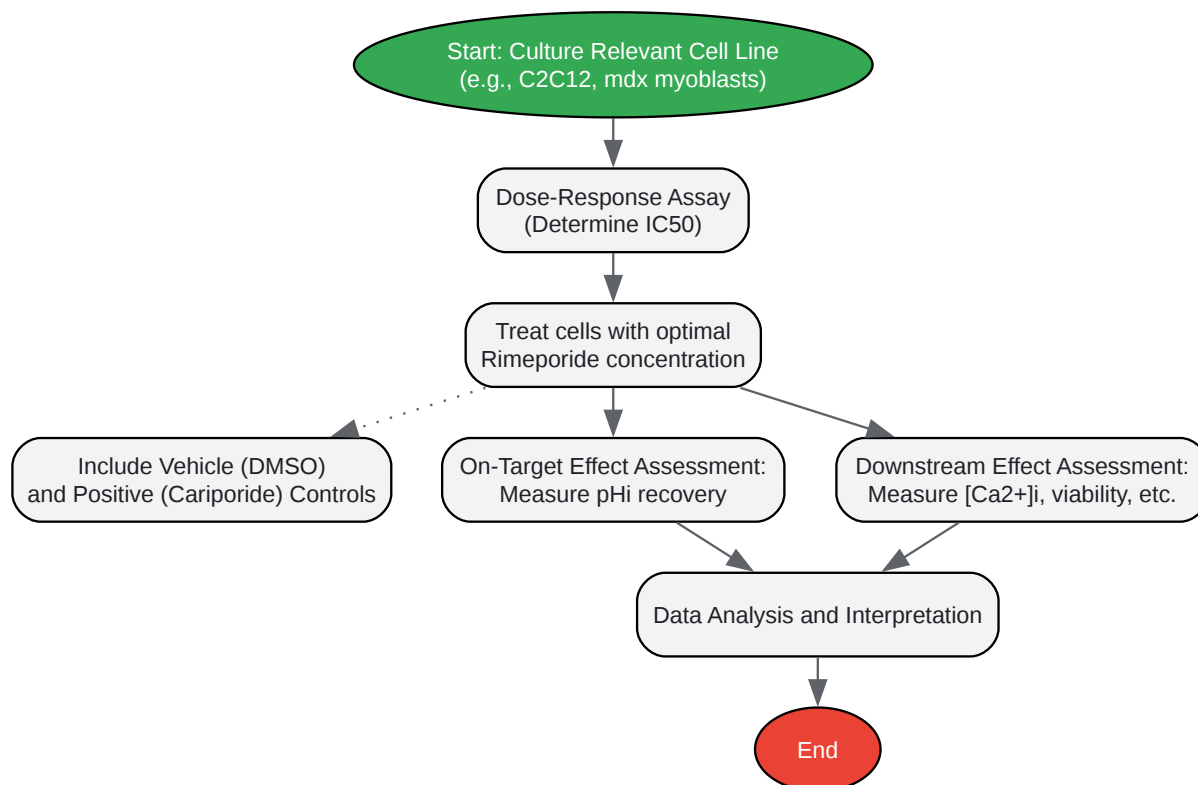 Start: Culture Relevant Cell Line
(e.g., C2C12, mdx myoblasts)
Dose-Response Assay
(Determine IC50)
Treat cells with optimal
Rimeporide concentration
Include Vehicle (DMSO)
and Positive (Cariporide) Controls
On-Target Effect Assessment:
Measure pHi recovery
Downstream Effect Assessment:
Measure [Ca2+]i, viability, etc.
Data Analysis and Interpretation
End